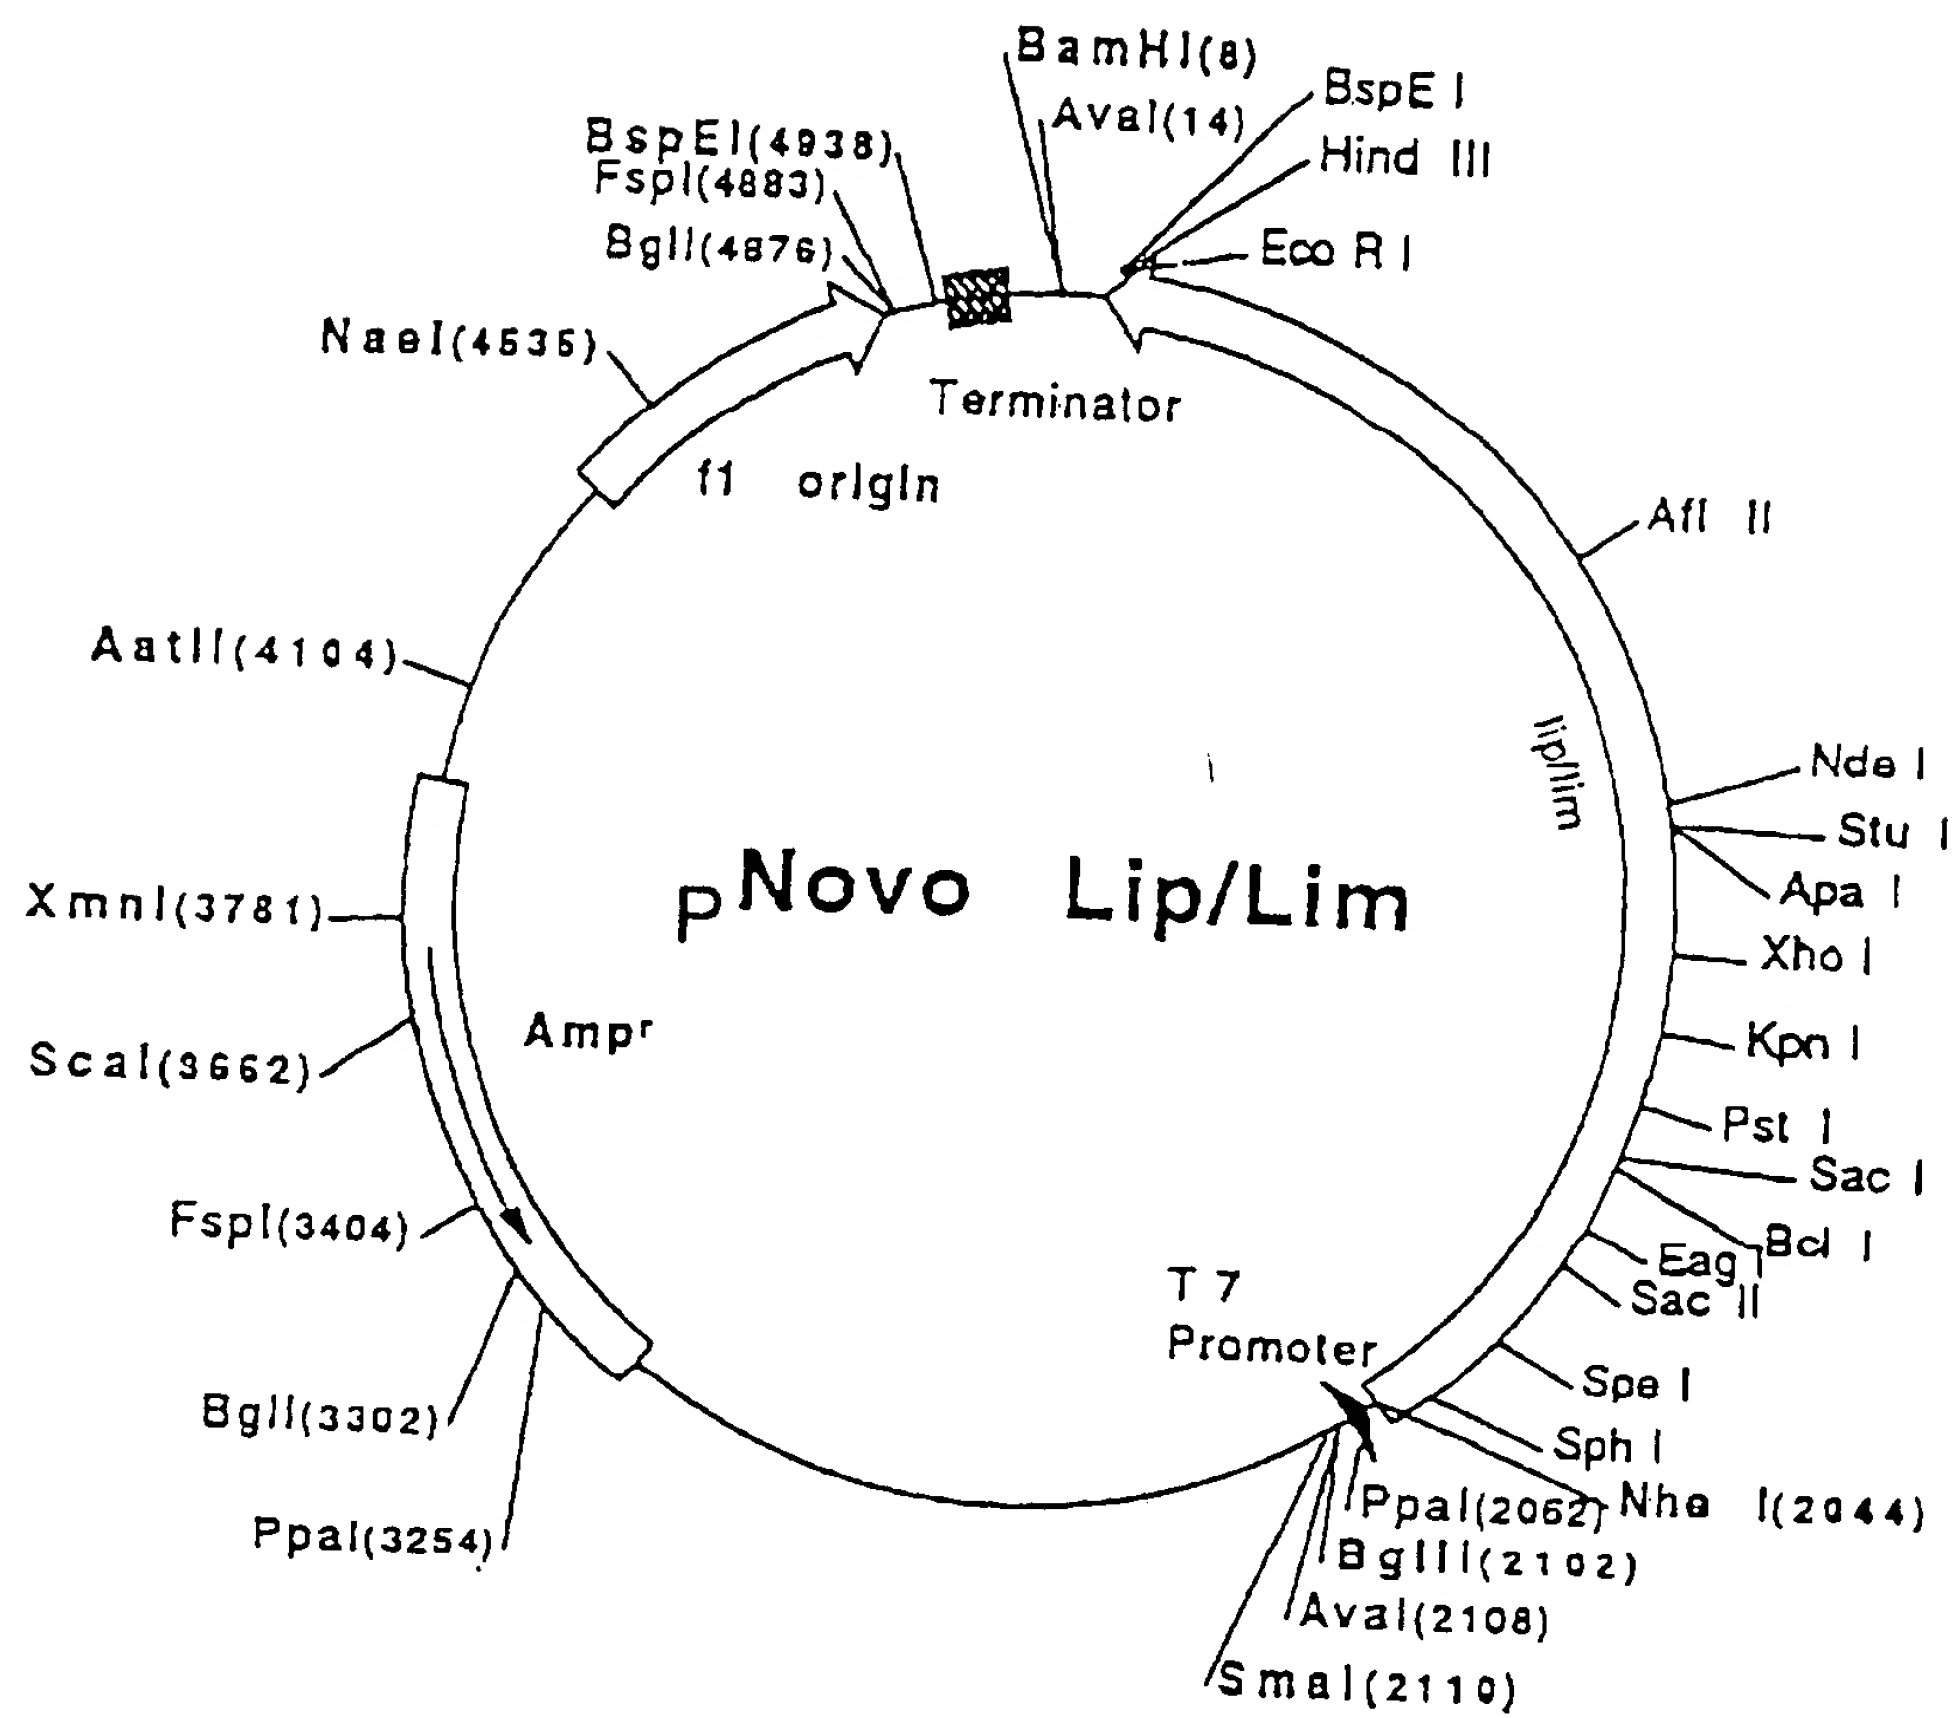 BamHI(8)
AvaI(14)
BspE I
Hind III
Eco R I
BspEI(4938)
FspI(4883)
BglI(4876)
NaeI(4535)
Terminator
f1 origin
Afl II
AatII(4104)
lip/lim
Nde I
Stu I
Apa I
pNovo Lip/Lim
XmnI(3781)
Xho I
Ampr
ScaI(3662)
Kpn I
Pst I
Sac I
FspI(3404)
Bcl I
Eag I
Sac II
T7
Promoter
Spe I
BglI(3302)
Sph I
PpaI(2062)
Nhe I(2044)
PpaI(3254)
BglII(2102)
AvaI(2108)
SmaI(2110)